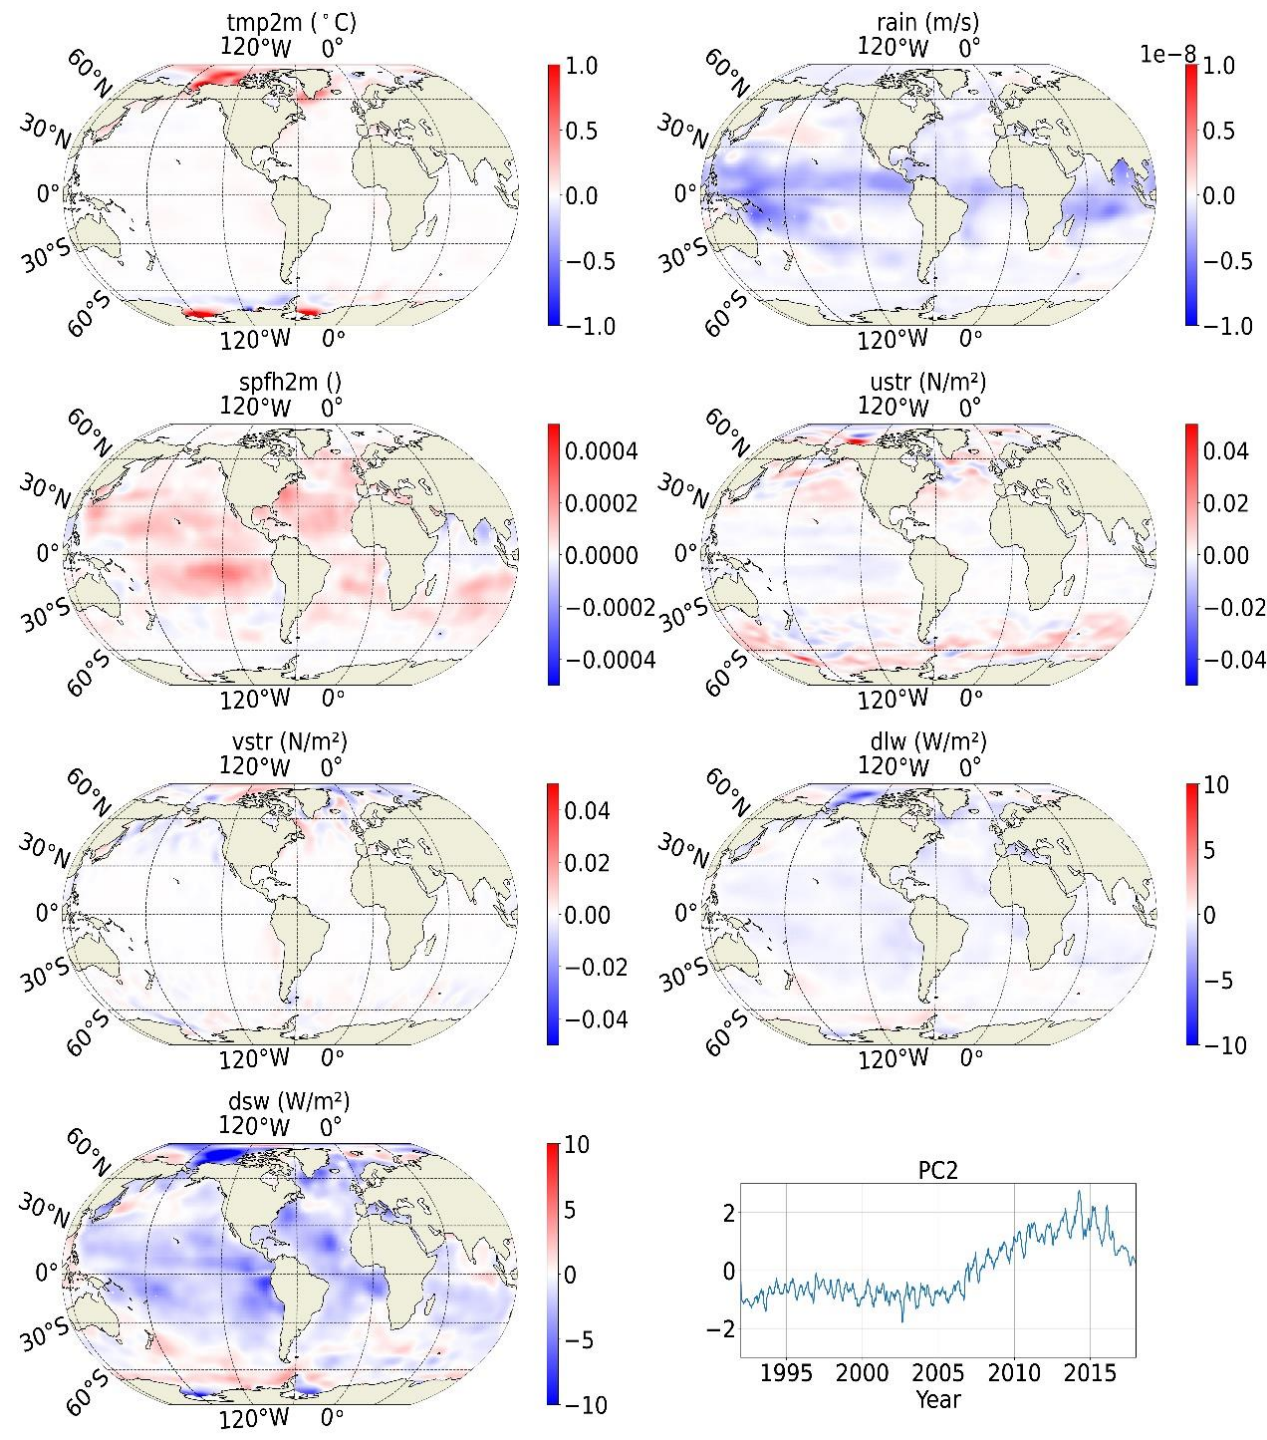 tmp2m (°C)
120°W 0°
60°N
30°N
0°
30°S
60°S
120°W 0°
1.0
0.5
0.0
−0.5
−1.0
rain (m/s)
120°W 0°
60°N
30°N
0°
30°S
60°S
120°W 0°
1e−8
1.0
0.5
0.0
−0.5
−1.0
spfh2m ()
120°W 0°
60°N
30°N
0°
30°S
60°S
120°W 0°
0.0004
0.0002
0.0000
−0.0002
−0.0004
ustr (N/m²)
120°W 0°
60°N
30°N
0°
30°S
60°S
120°W 0°
0.04
0.02
0.00
−0.02
−0.04
vstr (N/m²)
120°W 0°
60°N
30°N
0°
30°S
60°S
120°W 0°
0.04
0.02
0.00
−0.02
−0.04
dlw (W/m²)
120°W 0°
60°N
30°N
0°
30°S
60°S
120°W 0°
10
5
0
−5
−10
dsw (W/m²)
120°W 0°
60°N
30°N
0°
30°S
60°S
120°W 0°
10
5
0
−5
−10
PC2
2
0
−2
1995 2000 2005 2010 2015
Year